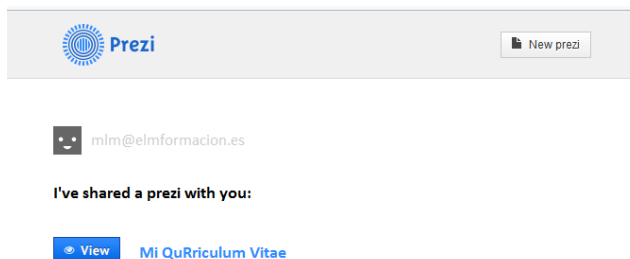 Prezi
New prezi
mlm@elmformacion.es
I've shared a prezi with you:
View
Mi QuRriculum Vitae